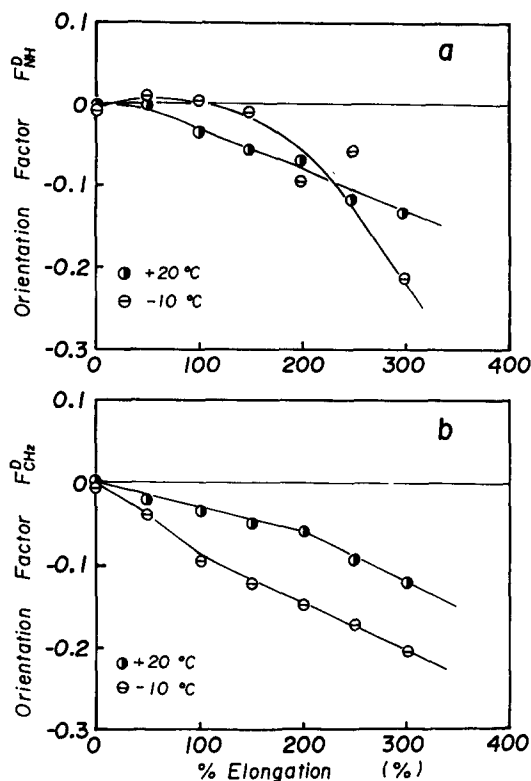 0.1
a
Orientation Factor F^D_NH
0
-0.1
-0.2
-0.3
◑ +20 °C
⊖ -10 °C
0 100 200 300 400
0.1
b
Orientation Factor F^D_CH2
0
-0.1
-0.2
-0.3
◑ +20 °C
⊖ -10 °C
0 100 200 300 400
% Elongation (%)